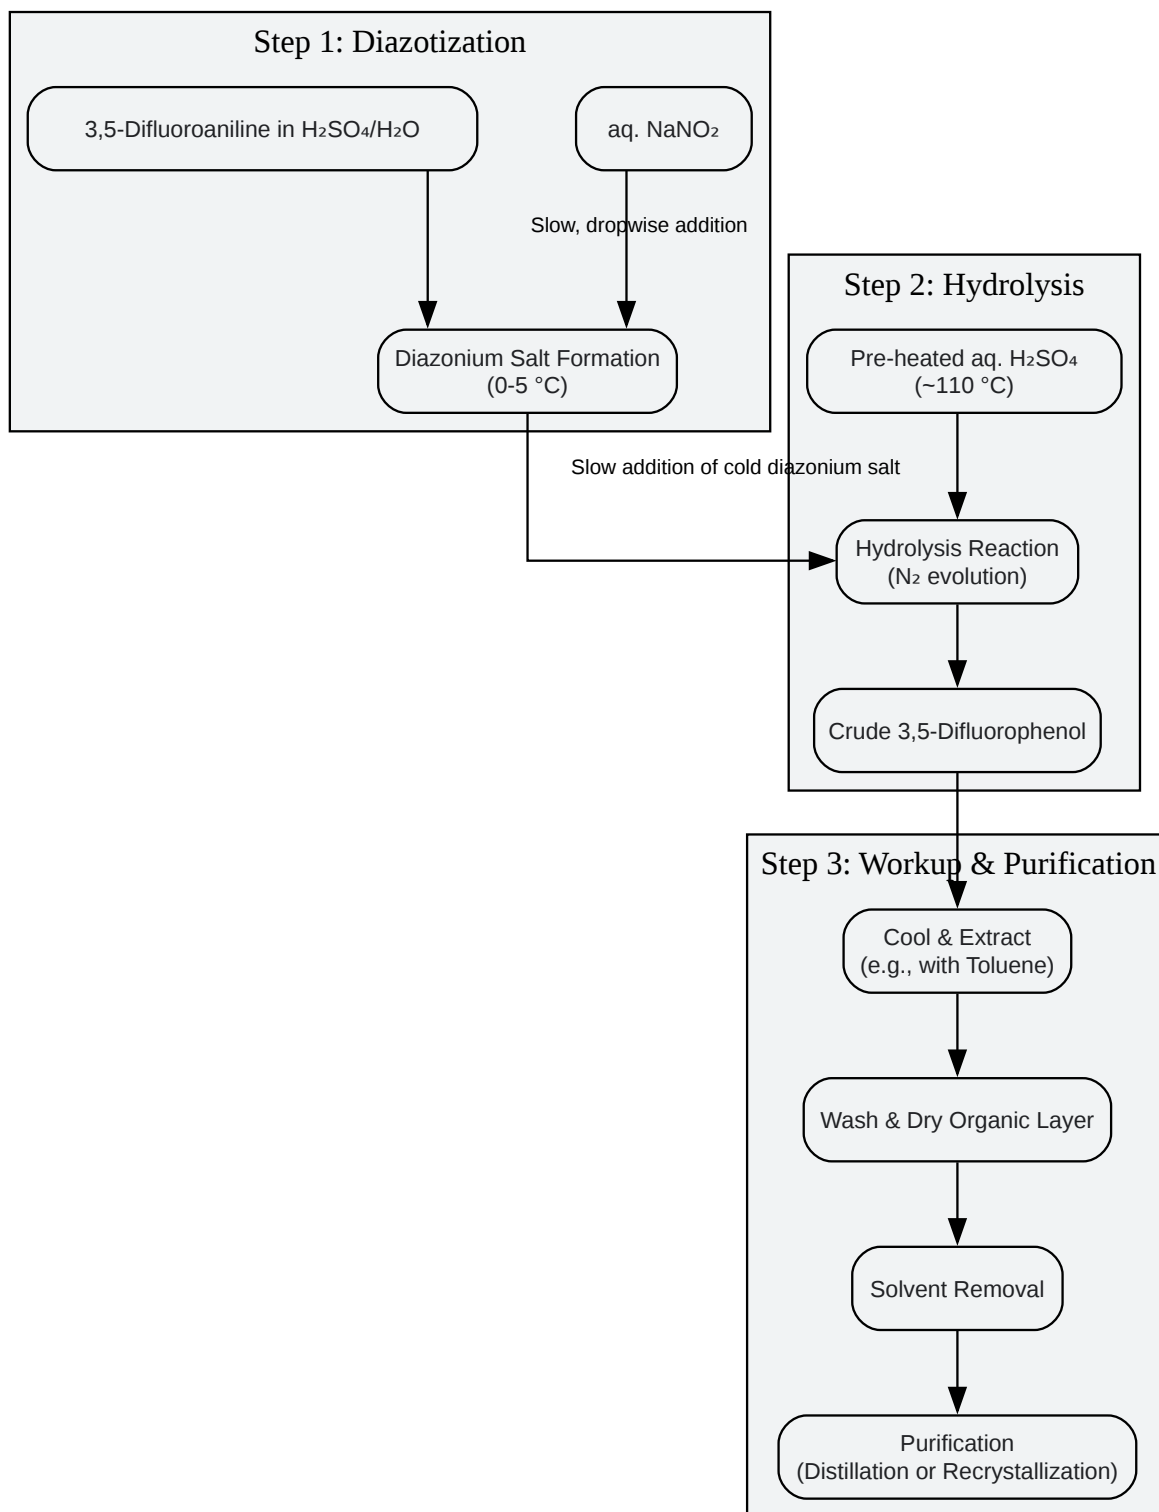 Step 1: Diazotization
3,5-Difluoroaniline in H₂SO₄/H₂O
aq. NaNO₂
Slow, dropwise addition
Diazonium Salt Formation
(0-5 °C)
Step 2: Hydrolysis
Pre-heated aq. H₂SO₄
(~110 °C)
Slow addition of cold diazonium salt
Hydrolysis Reaction
(N₂ evolution)
Crude 3,5-Difluorophenol
Step 3: Workup & Purification
Cool & Extract
(e.g., with Toluene)
Wash & Dry Organic Layer
Solvent Removal
Purification
(Distillation or Recrystallization)